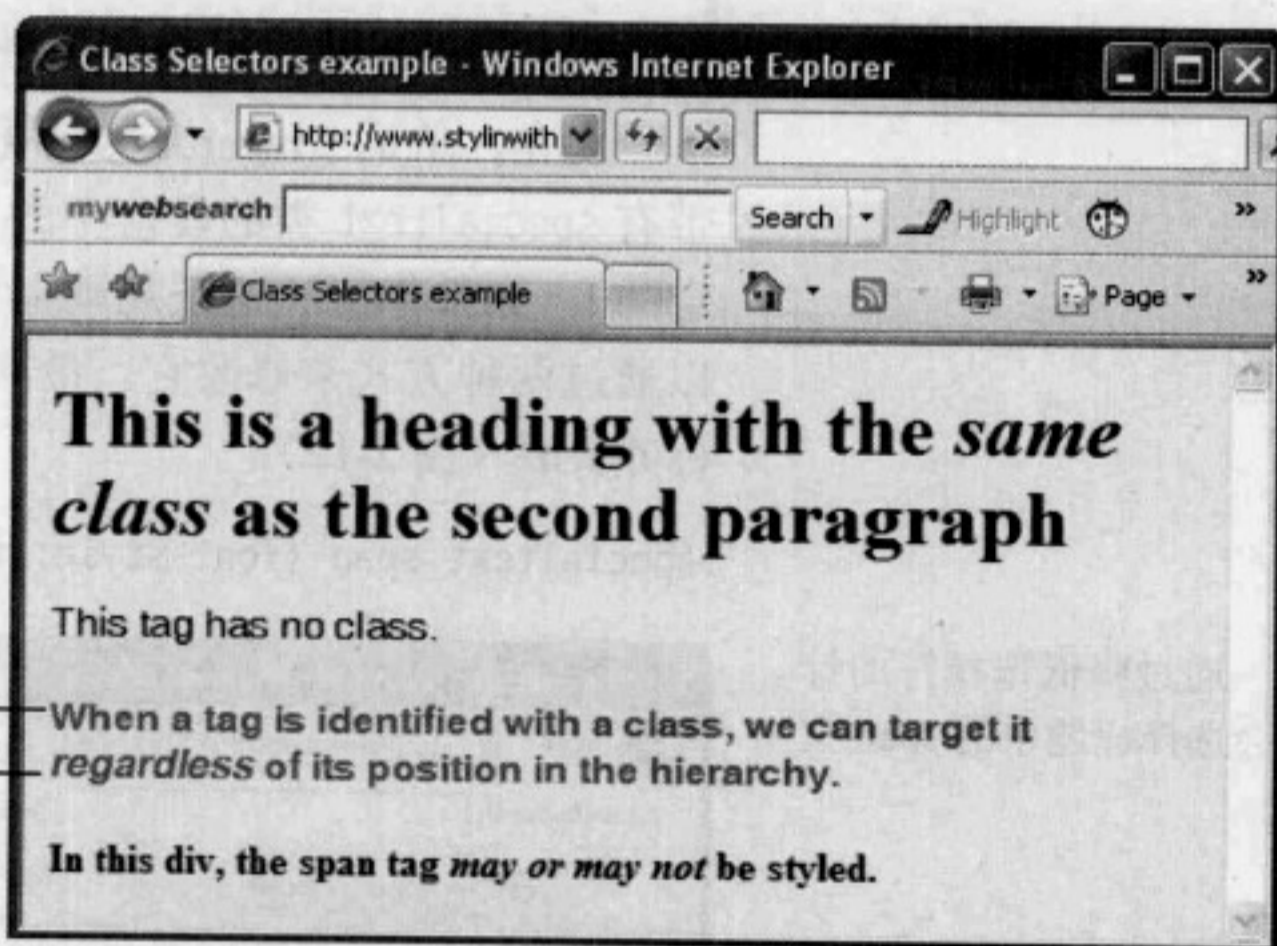 Class Selectors example - Windows Internet Explorer
http://www.stylinwith
mywebsearch Search Highlight »
Class Selectors example Page »
This is a heading with the same
class as the second paragraph
This tag has no class.
When a tag is identified with a class, we can target it
regardless of its position in the hierarchy.
In this div, the span tag may or may not be styled.